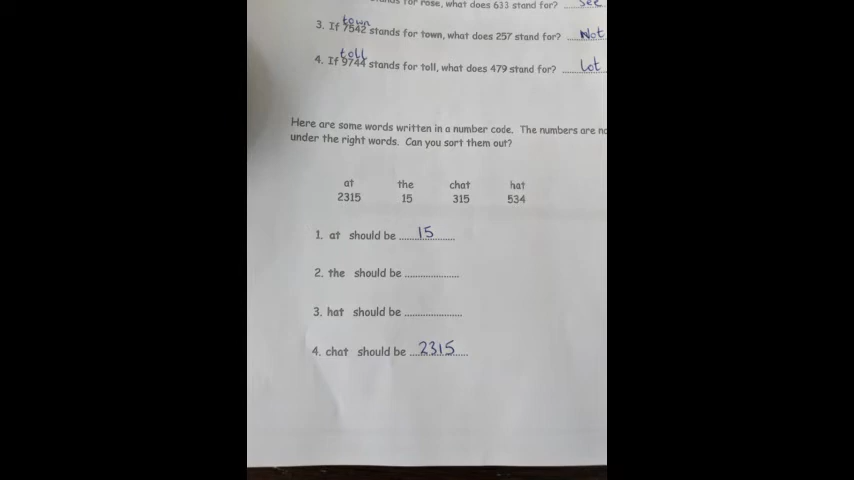 for rose, what does 633 stand for? See
town
3. If 7542 stands for town, what does 257 stand for? Not
toll
4. If 9744 stands for toll, what does 479 stand for? Lot
Here are some words written in a number code. The numbers are
under the right words. Can you sort them out?
at the chat hat
2315 15 315 534
1. at should be 15
2. the should be
3. hat should be
4. chat should be 2315